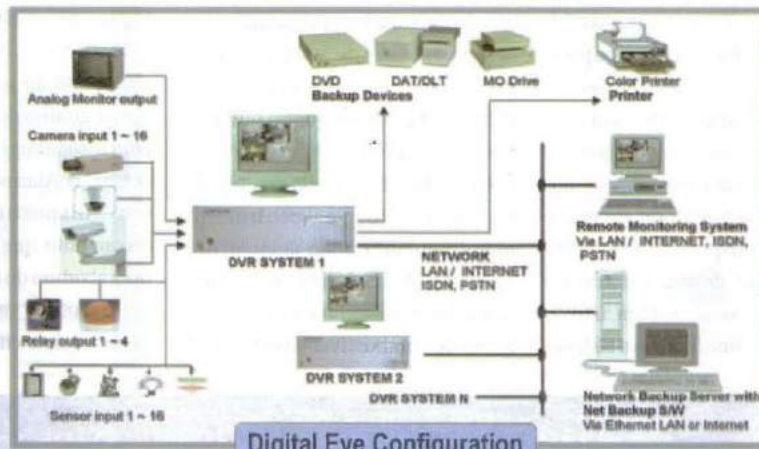 DVD
DAT/DLT
MO Drive
Backup Devices
Color Printer
Printer
Analog Monitor output
Camera input 1 ~ 16
DVR SYSTEM 1
NETWORK
LAN / INTERNET
ISDN, PSTN
Remote Monitoring System
Via LAN / INTERNET, ISDN,
PSTN
Relay output 1 ~ 4
DVR SYSTEM 2
DVR SYSTEM N
Sensor input 1 ~ 16
Network Backup Server with
Net Backup S/W
Via Ethernet LAN or Internet
Digital Eye Configuration